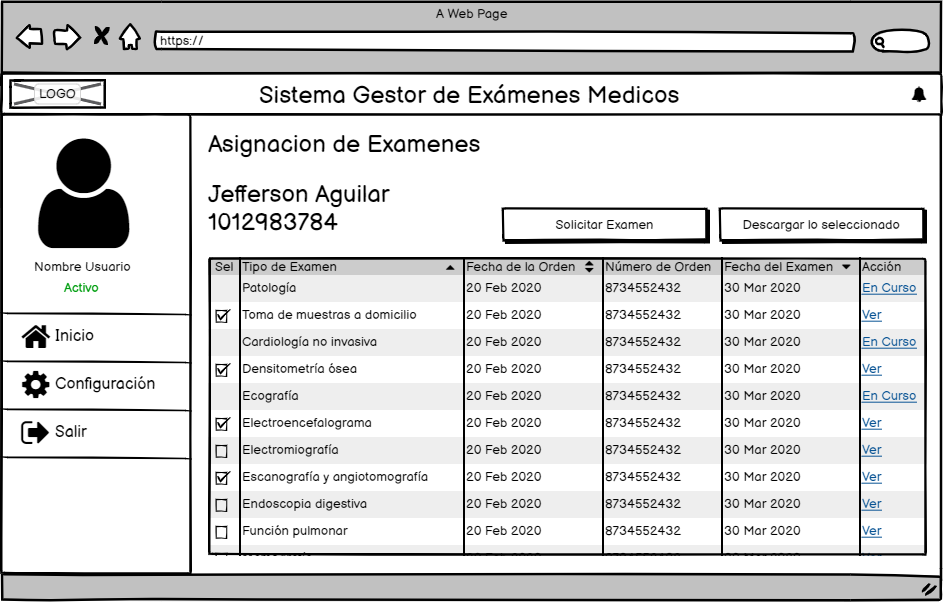 A Web Page
https://
LOGO
Sistema Gestor de Exámenes Medicos
Nombre Usuario
Activo
Inicio
Configuración
Salir
Asignacion de Examenes
Jefferson Aguilar
1012983784
Solicitar Examen
Descargar lo seleccionado
Sel Tipo de Examen Fecha de la Orden Número de Orden Fecha del Examen Acción
Patología 20 Feb 2020 8734552432 30 Mar 2020 En Curso
Toma de muestras a domicilio 20 Feb 2020 8734552432 30 Mar 2020 Ver
Cardiología no invasiva 20 Feb 2020 8734552432 30 Mar 2020 En Curso
Densitometría ósea 20 Feb 2020 8734552432 30 Mar 2020 Ver
Ecografía 20 Feb 2020 8734552432 30 Mar 2020 En Curso
Electroencefalograma 20 Feb 2020 8734552432 30 Mar 2020 Ver
Electromiografía 20 Feb 2020 8734552432 30 Mar 2020 Ver
Escanografía y angiotomografía 20 Feb 2020 8734552432 30 Mar 2020 Ver
Endoscopia digestiva 20 Feb 2020 8734552432 30 Mar 2020 Ver
Función pulmonar 20 Feb 2020 8734552432 30 Mar 2020 Ver